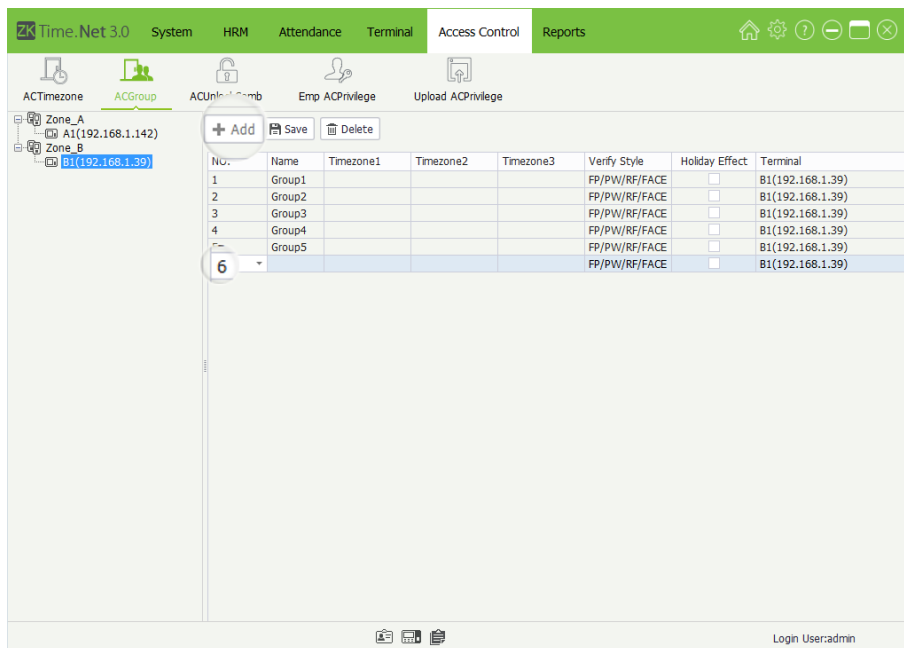 ZK Time.Net 3.0 System HRM Attendance Terminal Access Control Reports
ACTimezone ACGroup ACUnlock Comb Emp ACPrivilege Upload ACPrivilege
Zone_A
A1(192.168.1.142)
Zone_B
B1(192.168.1.39)
Add Save Delete
NO. Name Timezone1 Timezone2 Timezone3 Verify Style Holiday Effect Terminal
1 Group1 FP/PW/RF/FACE B1(192.168.1.39)
2 Group2 FP/PW/RF/FACE B1(192.168.1.39)
3 Group3 FP/PW/RF/FACE B1(192.168.1.39)
4 Group4 FP/PW/RF/FACE B1(192.168.1.39)
Group5 FP/PW/RF/FACE B1(192.168.1.39)
6 FP/PW/RF/FACE B1(192.168.1.39)
Login User:admin